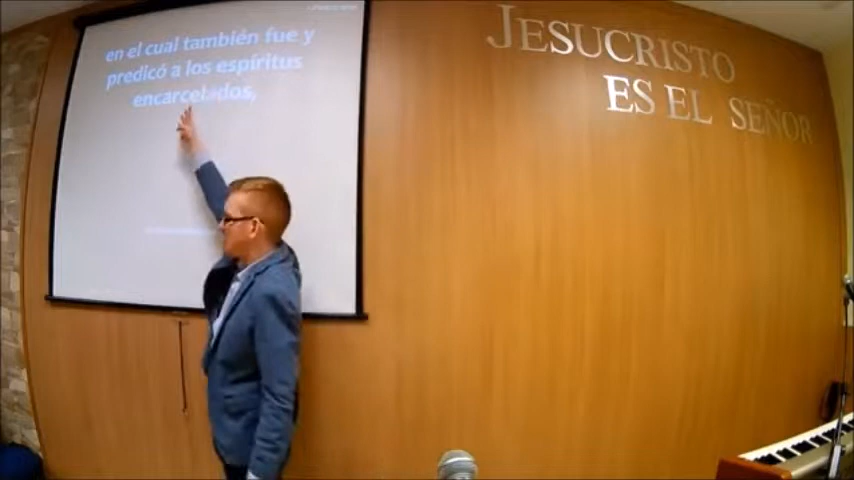 en el cual también fue y
predicó a los espíritus
encarcelados,
JESUCRISTO
ES EL SEÑOR